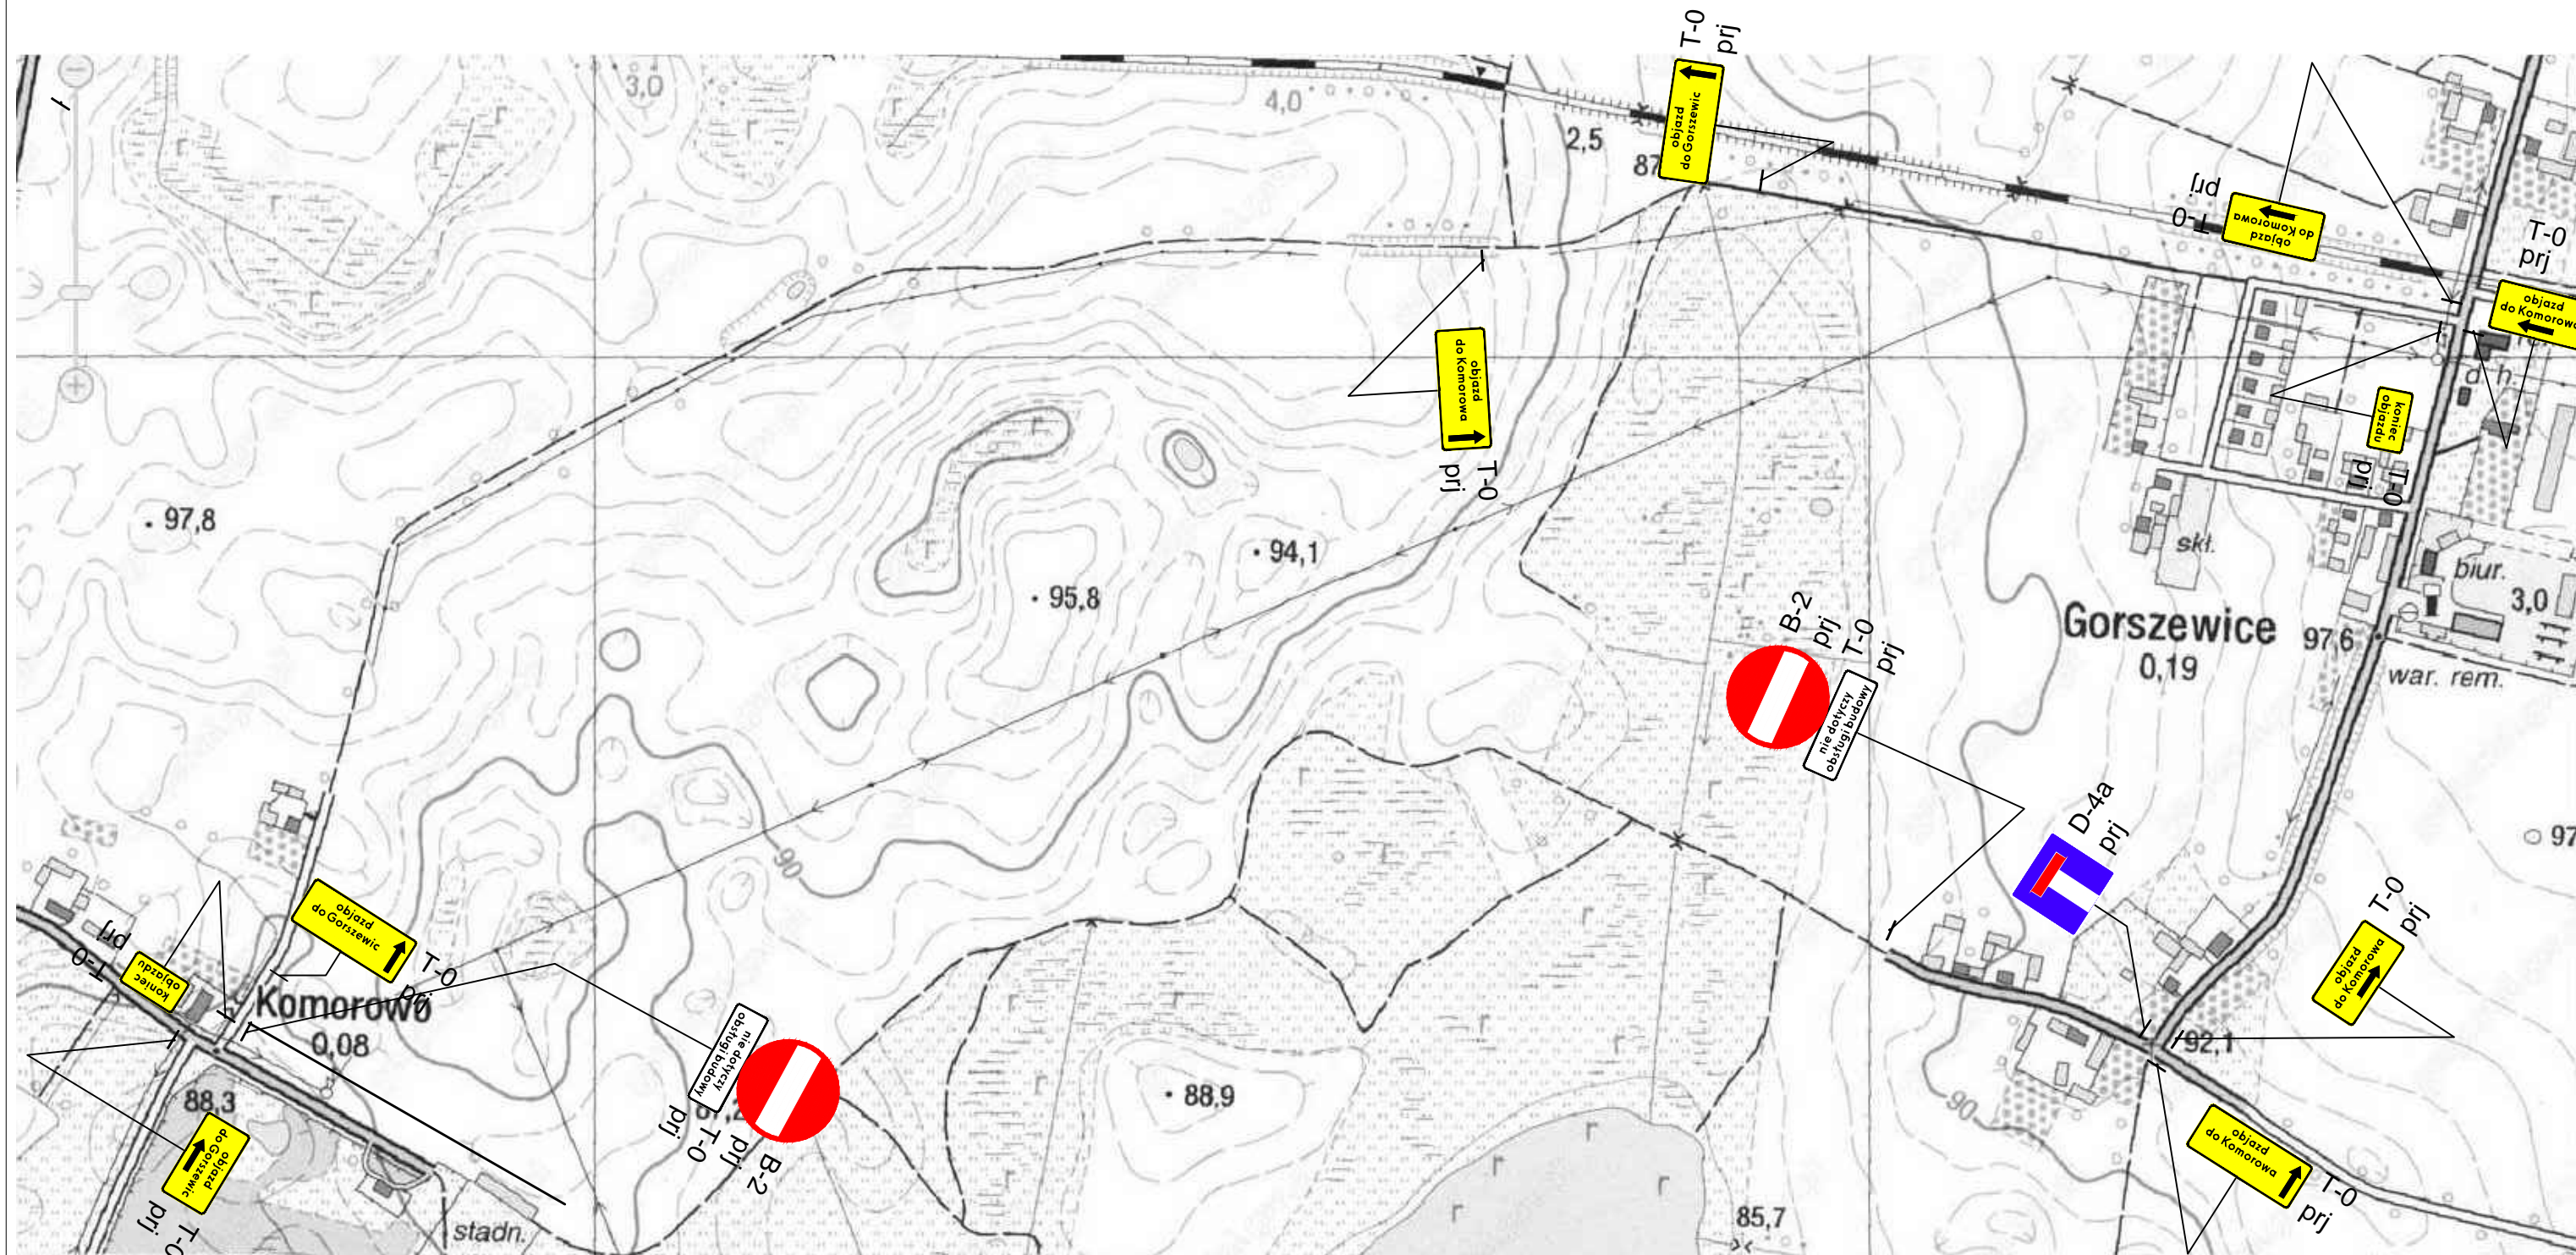 T-0
prj
objazd
do Gorszewic
3,0
4,0
2,5
87
prj
T-0
objazd
do Komorowa
T-0
prj
objazd
do Komorowa
d. h.
objazd
do Komorowa
T-0
prj
koniec
objazdu
T-0
prj
97,8
94,1
95,8
skł.
biur.
3,0
Gorszewice
0,19
97,6
war. rem.
B-2
prj
T-0
prj
nie dotyczy
obsługi budowy
D-4a
prj
97
90
T-0
prj
objazd
do Komorowa
objazd
do Gorszewic
T-0
prj
prj
T-0
koniec
objazdu
Komorowo
0,08
88,3
nie dotyczy
obsługi budowy
T-0
prj
B-2
prj
88,9
92,1
90
objazd
do Komorowa
T-0
prj
objazd
do Gorszewic
T-0
prj
stadn.
85,7